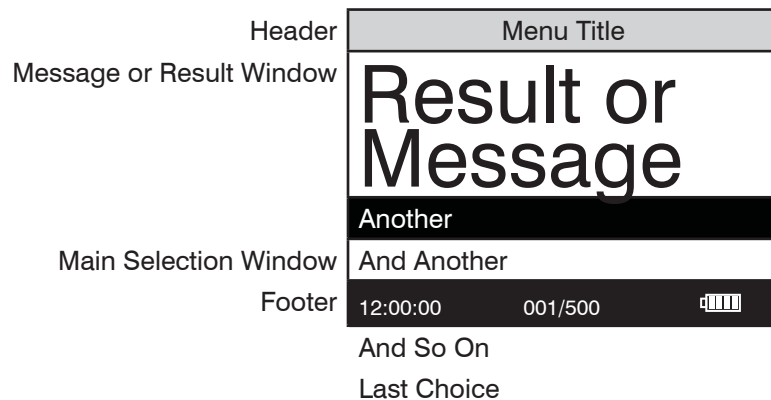 Header
Menu Title
Message or Result Window
Result or
Message
Another
Main Selection Window
And Another
Footer
12:00:00 001/500
And So On
Last Choice